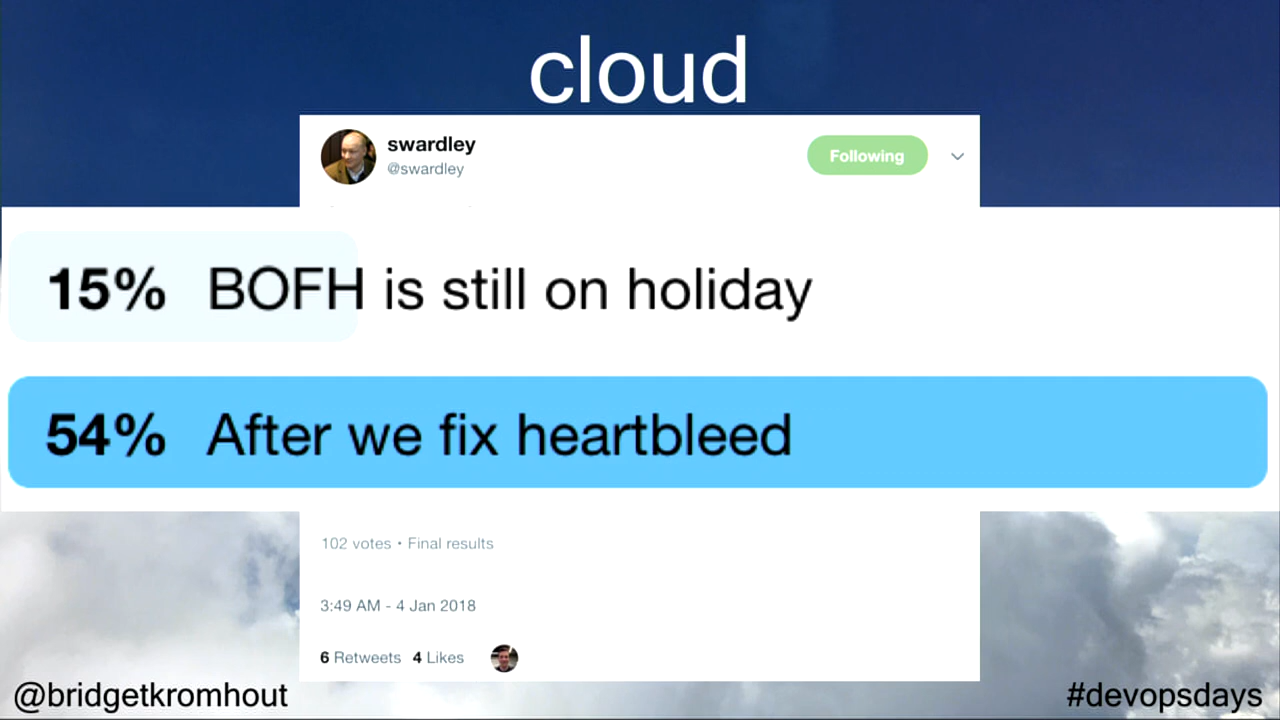 cloud
swardley
@swardley
Following
15% BOFH is still on holiday
54% After we fix heartbleed
102 votes • Final results
3:49 AM - 4 Jan 2018
6 Retweets 4 Likes
@bridgetkromhout
#devopsdays